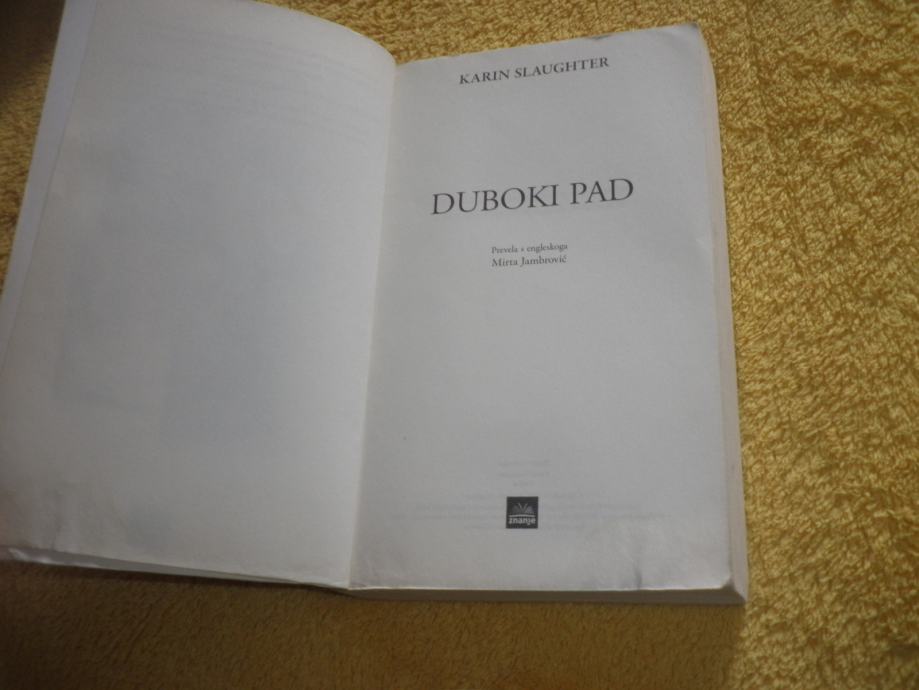 KARIN SLAUGHTER
DUBOKI PAD
Prevela s engleskoga
Mirta Jambrović
znanje